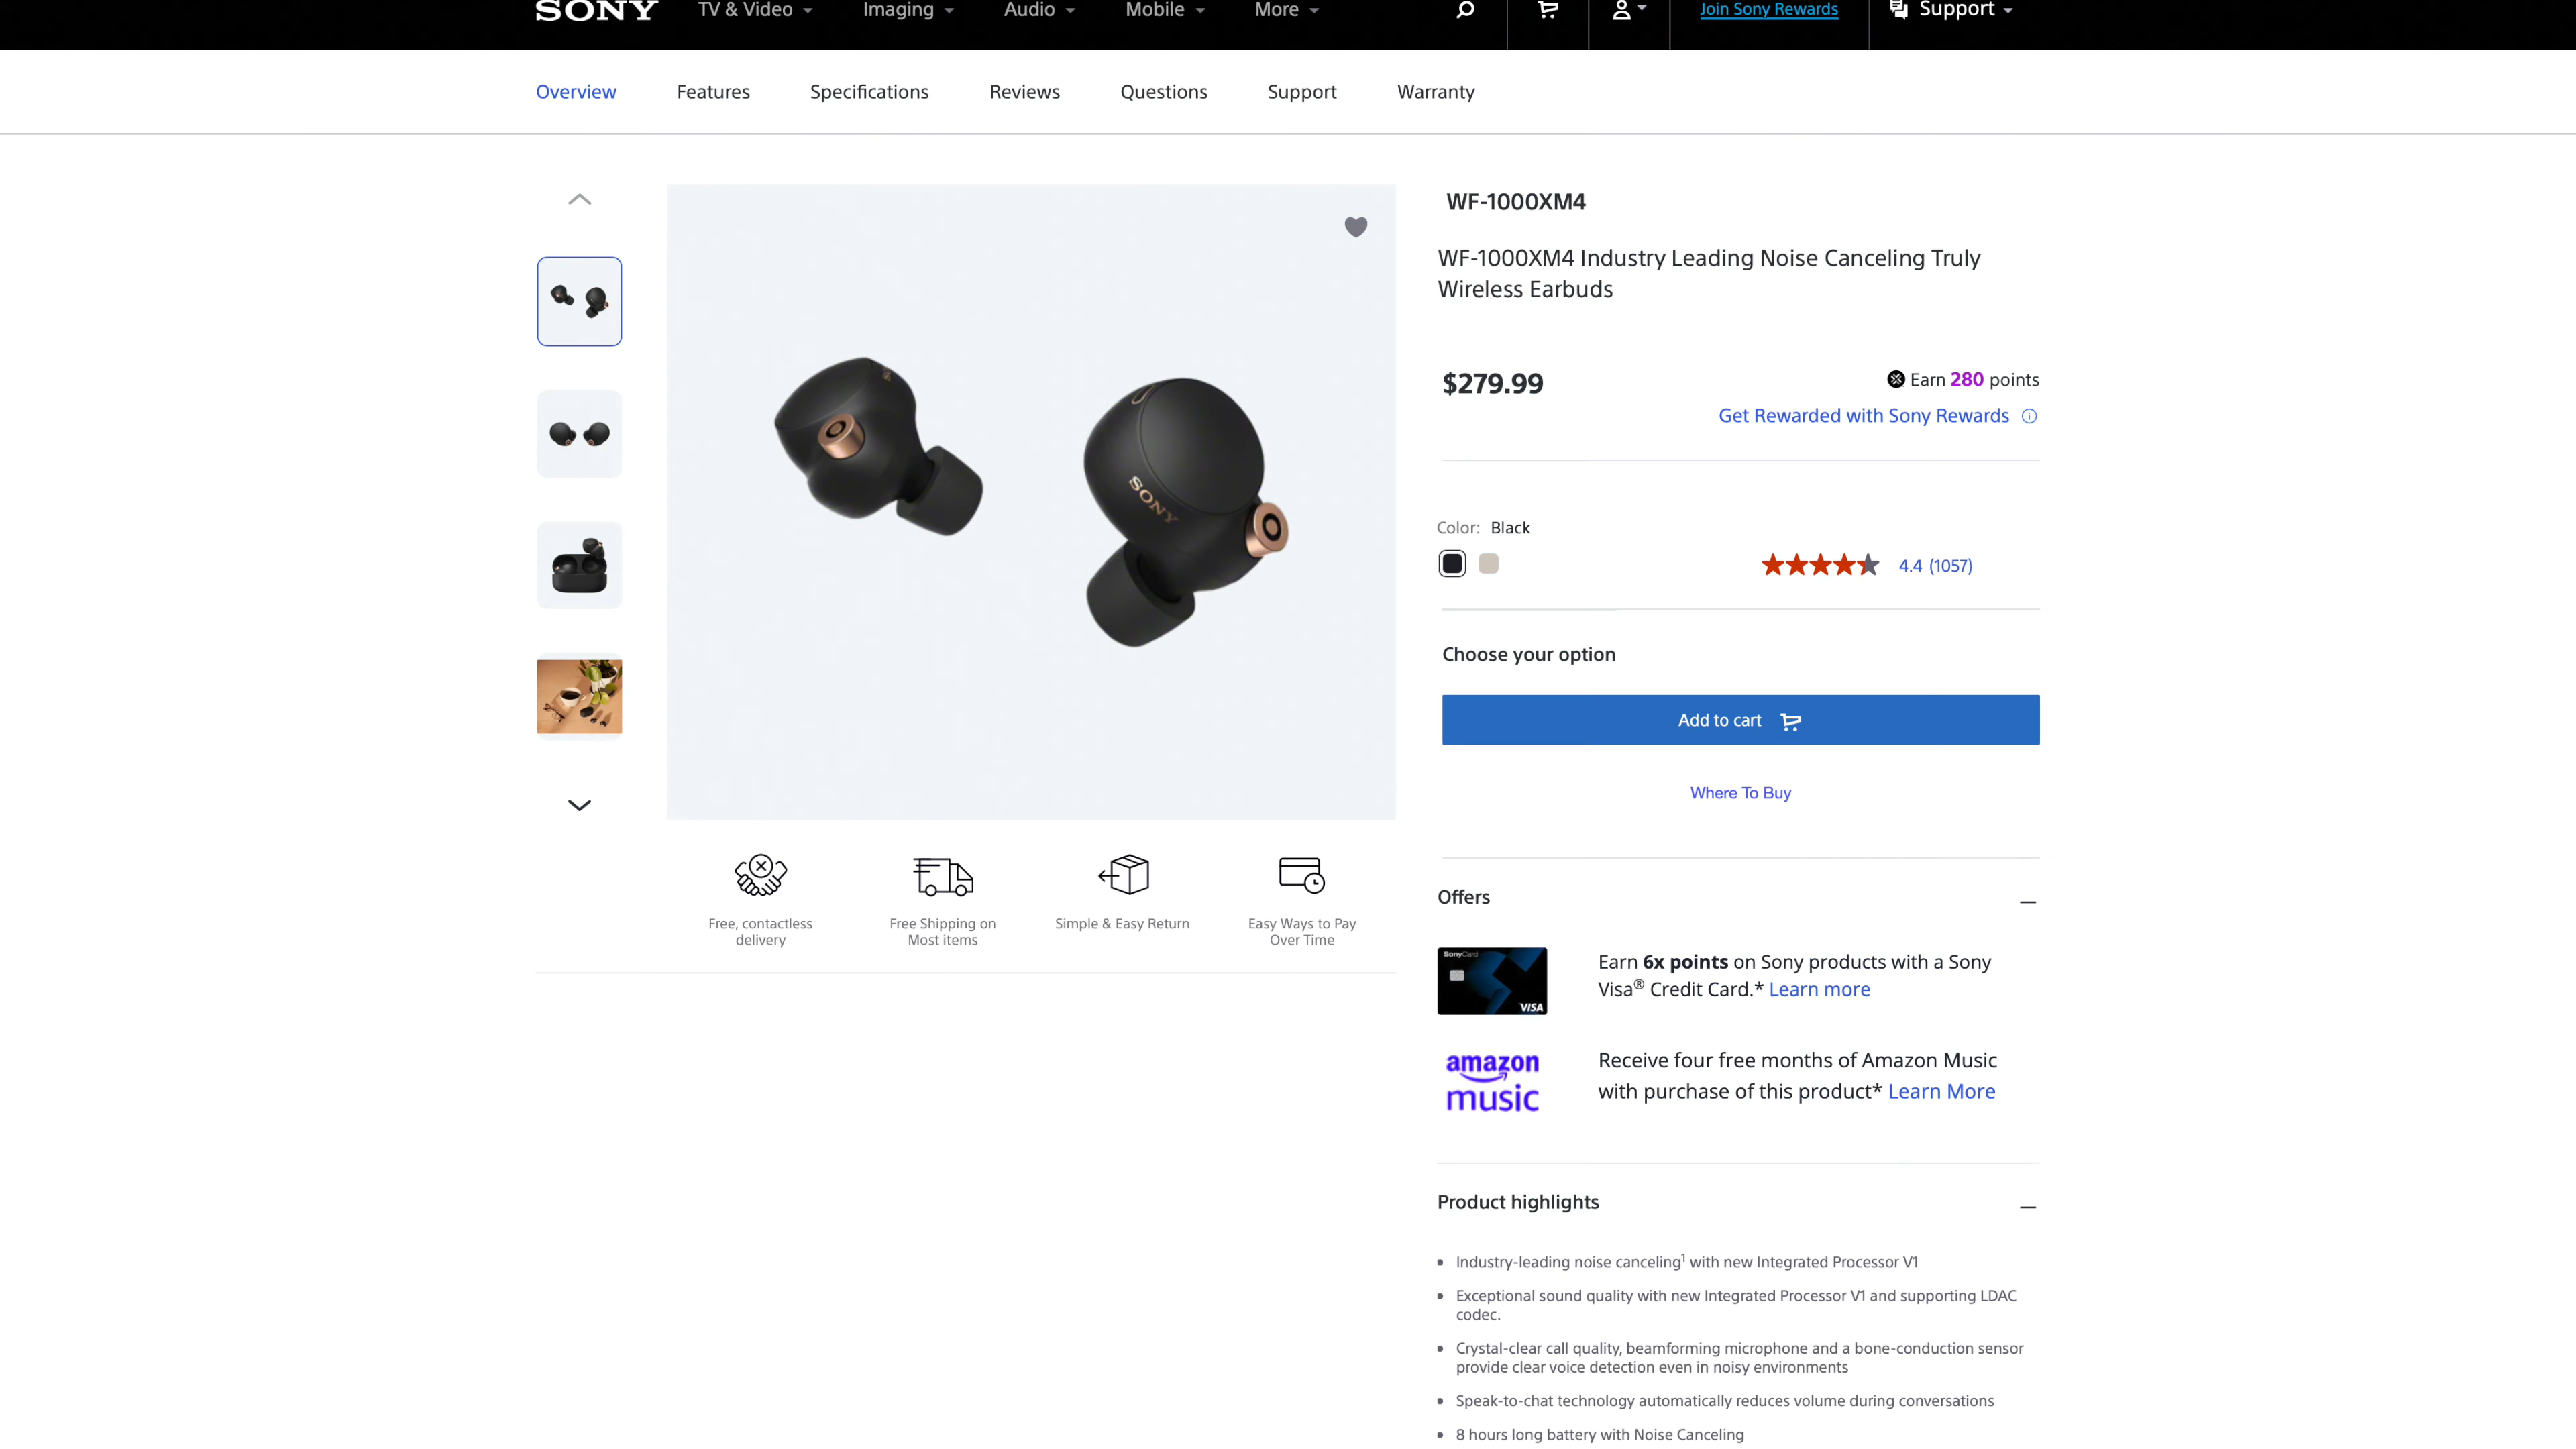 SONY
TV & Video
Imaging
Audio
Mobile
More
Join Sony Rewards
Support
Overview
Features
Specifications
Reviews
Questions
Support
Warranty
SONY
WF-1000XM4
WF-1000XM4 Industry Leading Noise Canceling Truly
Wireless Earbuds
$279.99
Earn 280 points
Get Rewarded with Sony Rewards
Color: Black
4.4 (1057)
Choose your option
Add to cart
Where To Buy
Free, contactless
delivery
Free Shipping on
Most items
Simple & Easy Return
Easy Ways to Pay
Over Time
Offers
SonyCard
VISA
Earn 6x points on Sony products with a Sony
Visa® Credit Card.* Learn more
amazon
music
Receive four free months of Amazon Music
with purchase of this product* Learn More
Product highlights
Industry-leading noise canceling¹ with new Integrated Processor V1
Exceptional sound quality with new Integrated Processor V1 and supporting LDAC
codec.
Crystal-clear call quality, beamforming microphone and a bone-conduction sensor
provide clear voice detection even in noisy environments
Speak-to-chat technology automatically reduces volume during conversations
8 hours long battery with Noise Canceling